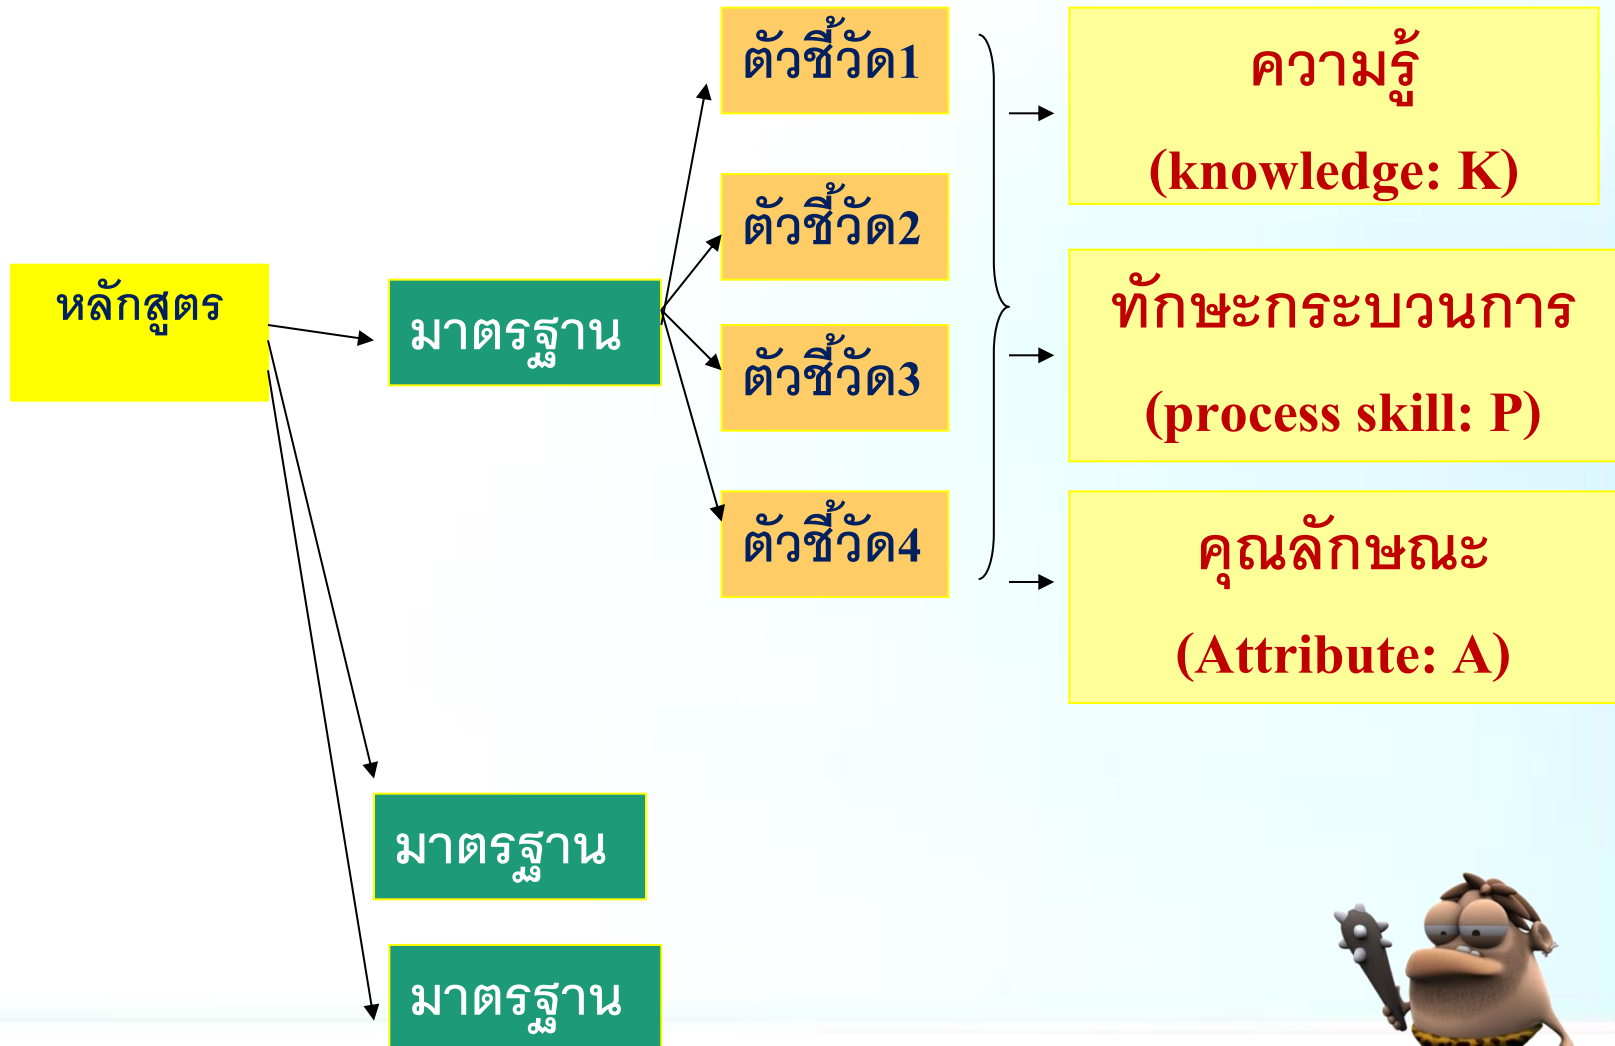 หลักสูตร
มาตรฐาน
ตัวชี้วัด1
ตัวชี้วัด2
ตัวชี้วัด3
ตัวชี้วัด4
ความรู้
(knowledge: K)
ทักษะกระบวนการ
(process skill: P)
คุณลักษณะ
(Attribute: A)
มาตรฐาน
มาตรฐาน